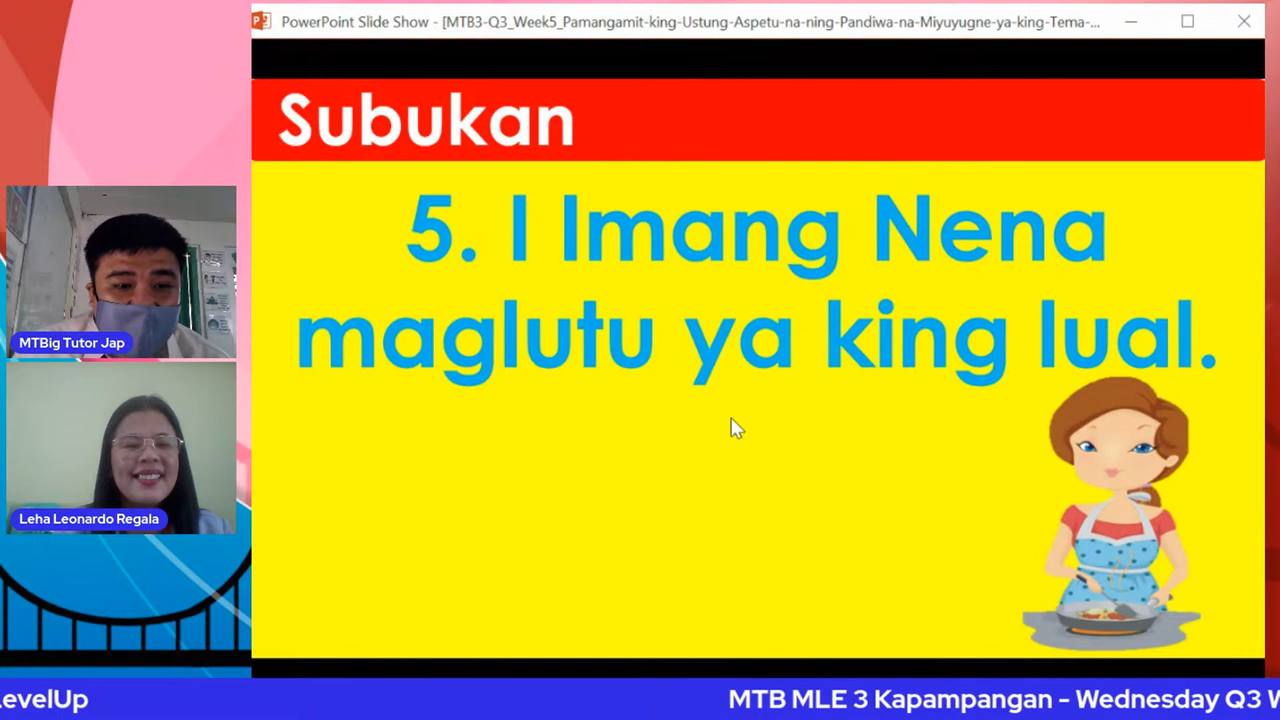 PowerPoint Slide Show - [MTB3-Q3_Week5_Pamangamit-king-Ustung-Aspetu-na-ning-Pandiwa-na-Miyuyugne-ya-king-Tema-...
Subukan
5. I Imang Nena
maglutu ya king lual.
MTBig Tutor Jap
Leha Leonardo Regala
LevelUp
MTB MLE 3 Kapampangan - Wednesday Q3 W